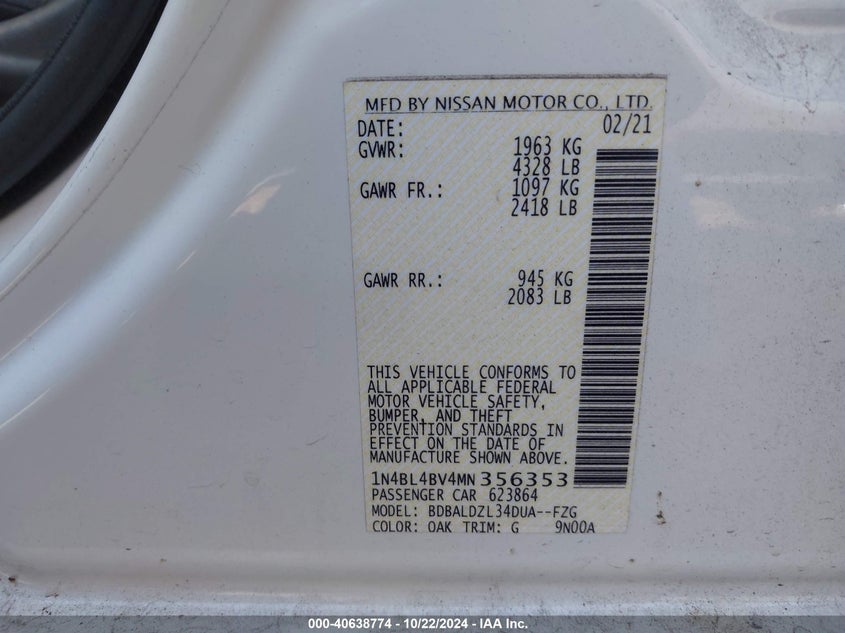 MFD BY NISSAN MOTOR CO., LTD.
DATE: 02/21
GVWR: 1963 KG
4328 LB
GAWR FR.: 1097 KG
2418 LB
GAWR RR.: 945 KG
2083 LB
THIS VEHICLE CONFORMS TO
ALL APPLICABLE FEDERAL
MOTOR VEHICLE SAFETY,
BUMPER, AND THEFT
PREVENTION STANDARDS IN
EFFECT ON THE DATE OF
MANUFACTURE SHOWN ABOVE.
1N4BL4BV4MN356353
PASSENGER CAR 623864
MODEL: BDBALDZL34DUA--FZG
COLOR: OAK TRIM: G 9N00A
000-40638774 | 10/22/2024 - IAA Inc.